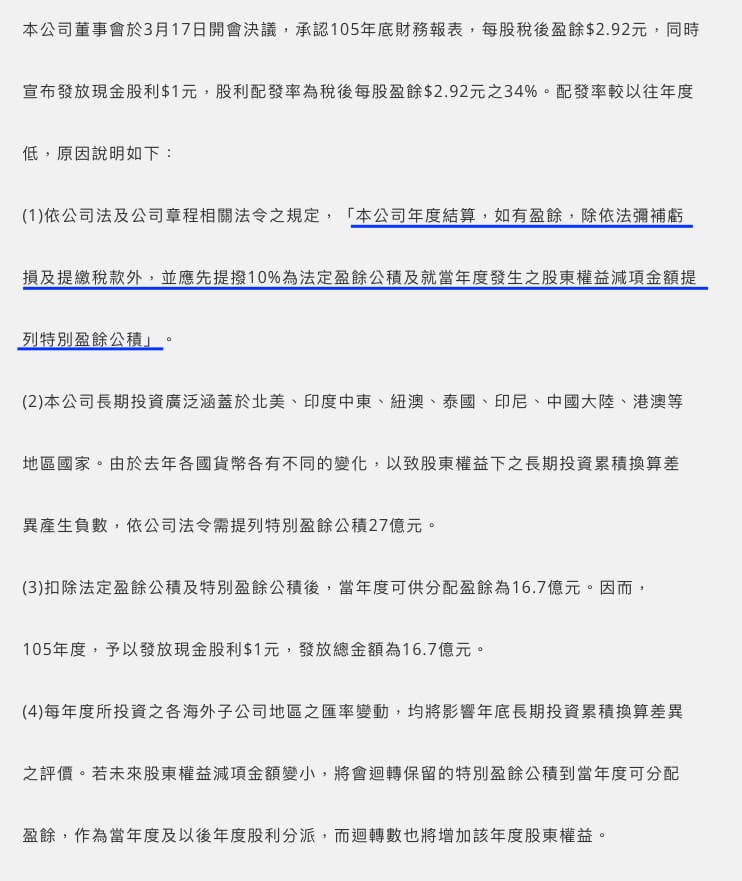 本公司董事會於3月17日開會決議，承認105年底財務報表，每股稅後盈餘$2.92元，同時
宣布發放現金股利$1元，股利配發率為稅後每股盈餘$2.92元之34%。配發率較以往年度
低，原因說明如下：
(1)依公司法及公司章程相關法令之規定，「本公司年度結算，如有盈餘，除依法彌補虧
損及提繳稅款外，並應先提撥10%為法定盈餘公積及就當年度發生之股東權益減項金額提
列特別盈餘公積」。
(2)本公司長期投資廣泛涵蓋於北美、印度中東、紐澳、泰國、印尼、中國大陸、港澳等
地區國家。由於去年各國貨幣各有不同的變化，以致股東權益下之長期投資累積換算差
異產生負數，依公司法令需提列特別盈餘公積27億元。
(3)扣除法定盈餘公積及特別盈餘公積後，當年度可供分配盈餘為16.7億元。因而，
105年度，予以發放現金股利$1元，發放總金額為16.7億元。
(4)每年度所投資之各海外子公司地區之匯率變動，均將影響年底長期投資累積換算差異
之評價。若未來股東權益減項金額變小，將會迴轉保留的特別盈餘公積到當年度可分配
盈餘，作為當年度及以後年度股利分派，而迴轉數也將增加該年度股東權益。